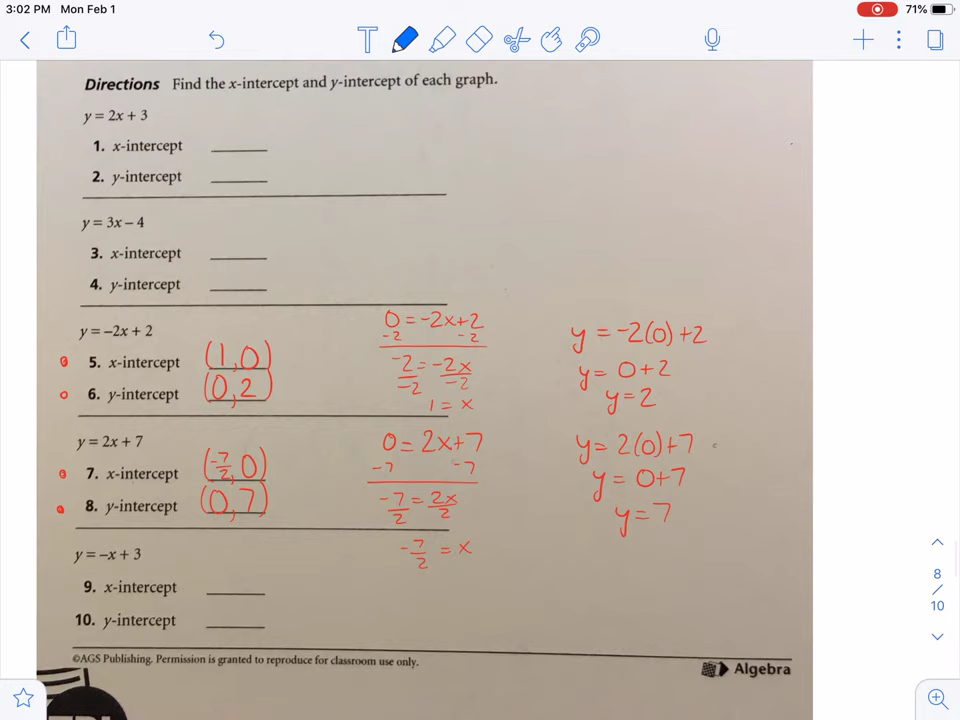 3:02 PM Mon Feb 1 71%
T
Directions Find the x-intercept and y-intercept of each graph.
y = 2x + 3
1. x-intercept
2. y-intercept
y = 3x – 4
3. x-intercept
4. y-intercept
y = –2x + 2
5. x-intercept (1,0)
6. y-intercept (0,2)
0 = -2x+2
-2 -2
-2 = -2x
-2 -2
1 = x
y = -2(0)+2
y = 0+2
y = 2
y = 2x + 7
7. x-intercept (-7/2, 0)
8. y-intercept (0,7)
0 = 2x+7
-7 -7
-7 = 2x
2 2
-7/2 = x
y = 2(0)+7
y = 0+7
y = 7
y = –x + 3
9. x-intercept
10. y-intercept
©AGS Publishing. Permission is granted to reproduce for classroom use only.
Algebra
8
/
10